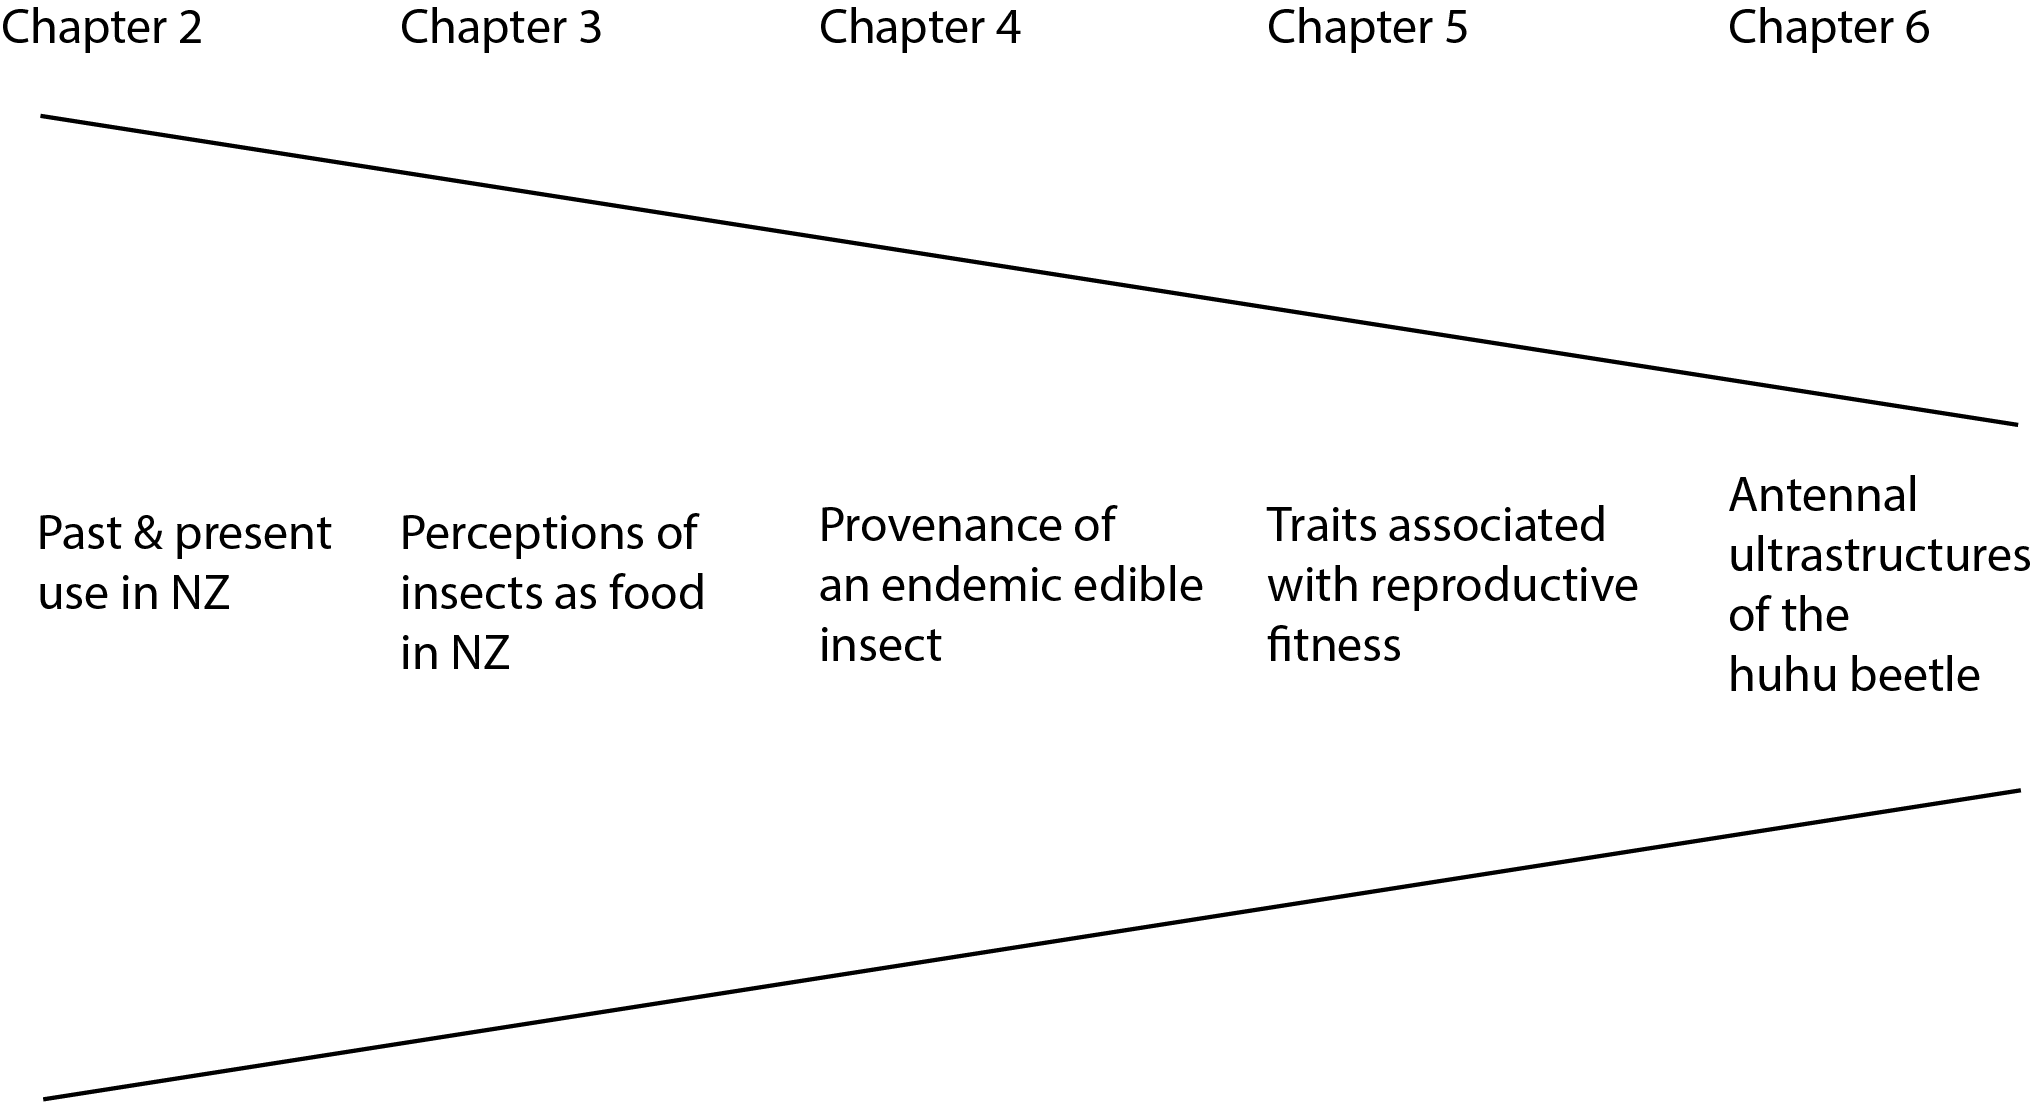 Chapter 2
Chapter 3
Chapter 4
Chapter 5
Chapter 6
Past & present
use in NZ
Perceptions of
insects as food
in NZ
Provenance of
an endemic edible
insect
Traits associated
with reproductive
fitness
Antennal
ultrastructures
of the
huhu beetle